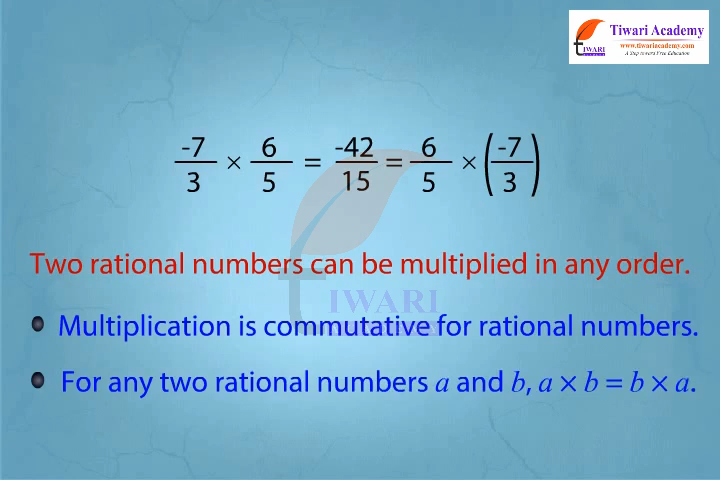 Tiwari Academy
www.tiwariacademy.com
A Step toward Free Education
TIWARI
-7/3 × 6/5 = -42/15 = 6/5 × (-7/3)
Two rational numbers can be multiplied in any order.
TIWARI
Multiplication is commutative for rational numbers.
For any two rational numbers a and b, a × b = b × a.